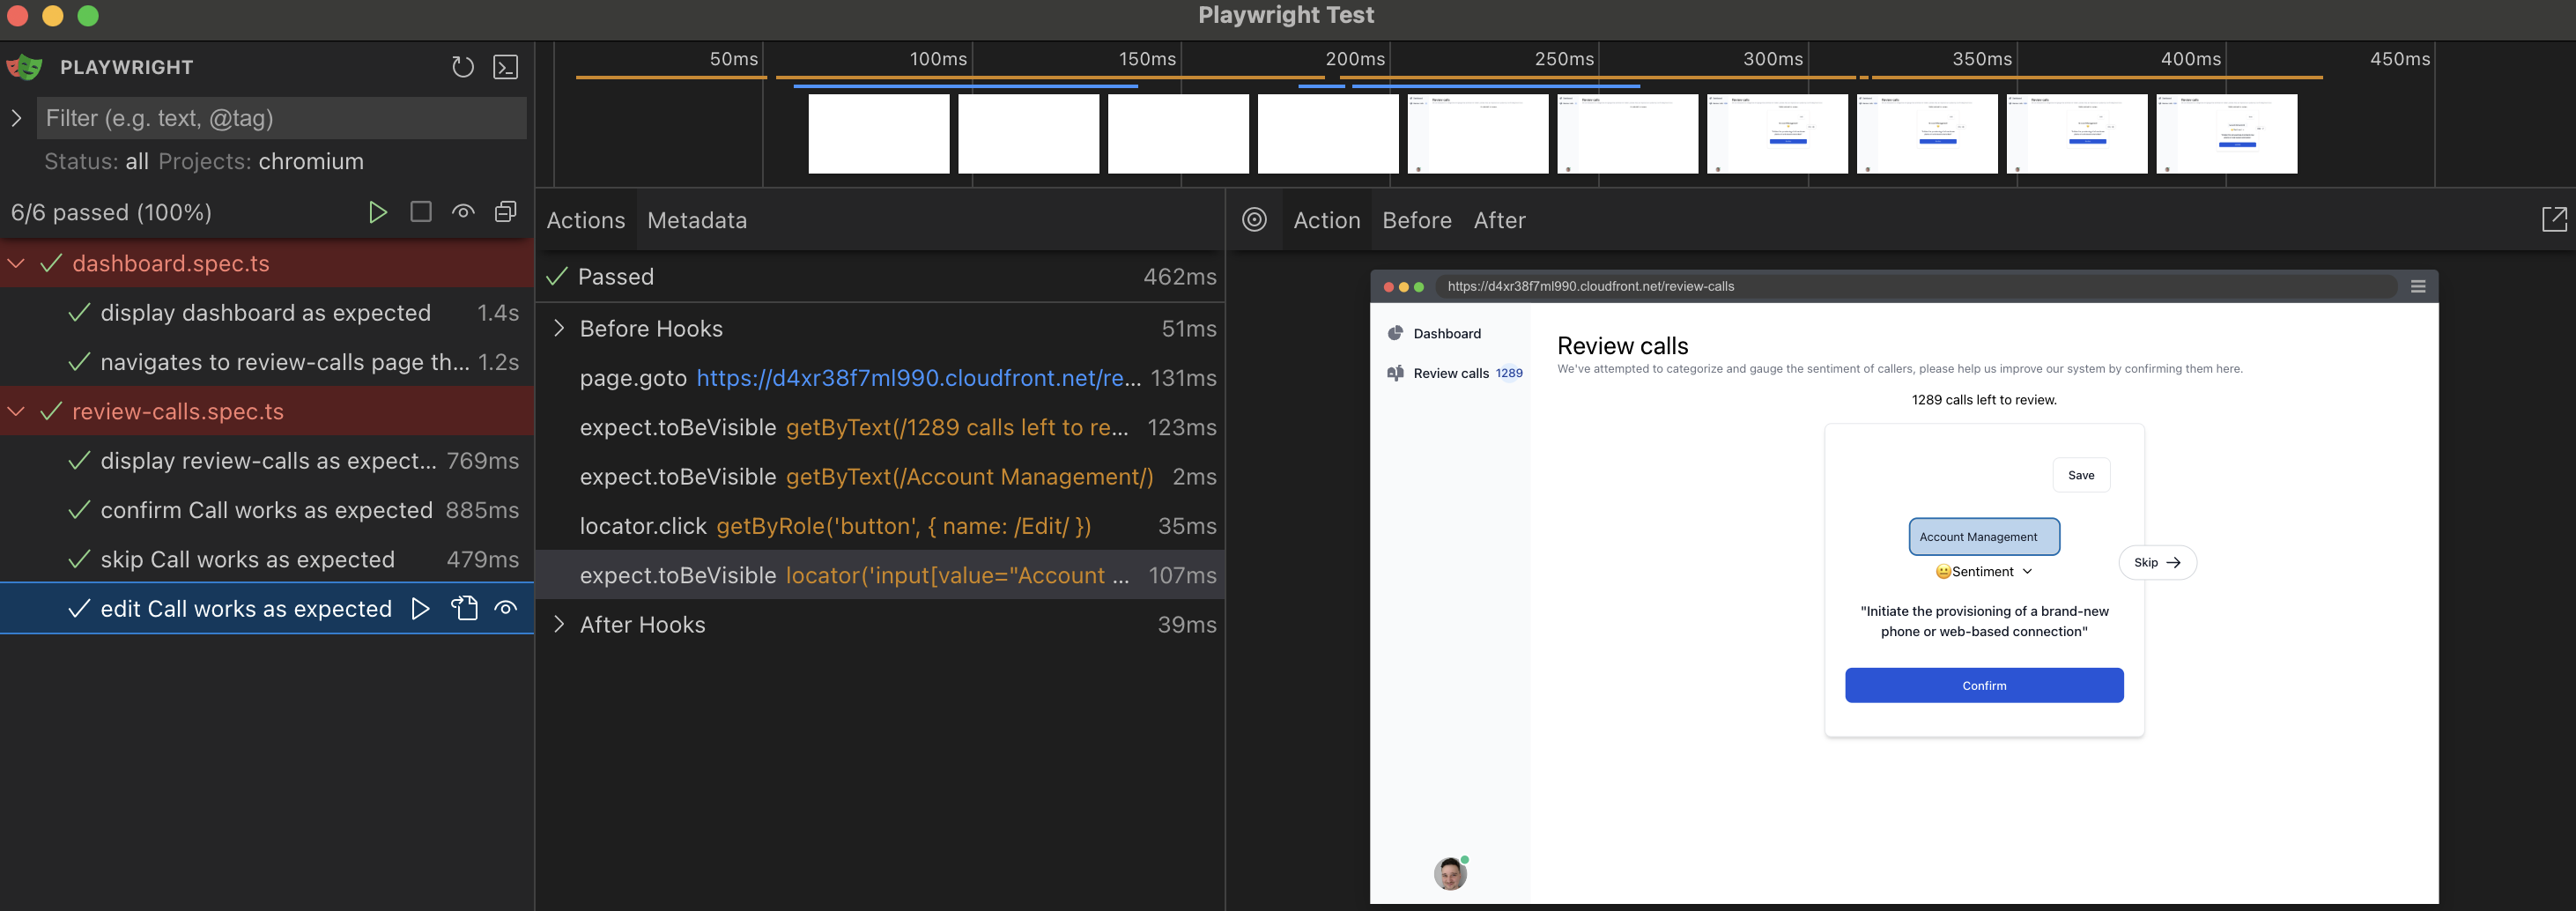 Playwright Test
PLAYWRIGHT
Filter (e.g. text, @tag)
Status: all Projects: chromium
6/6 passed (100%)
dashboard.spec.ts
display dashboard as expected 1.4s
navigates to review-calls page th... 1.2s
review-calls.spec.ts
display review-calls as expect... 769ms
confirm Call works as expected 885ms
skip Call works as expected 479ms
edit Call works as expected
50ms 100ms 150ms 200ms 250ms 300ms 350ms 400ms 450ms
Actions Metadata
Passed 462ms
Before Hooks 51ms
page.goto https://d4xr38f7ml990.cloudfront.net/re... 131ms
expect.toBeVisible getByText(/1289 calls left to re... 123ms
expect.toBeVisible getByText(/Account Management/) 2ms
locator.click getByRole('button', { name: /Edit/ }) 35ms
expect.toBeVisible locator('input[value="Account ... 107ms
After Hooks 39ms
Action Before After
https://d4xr38f7ml990.cloudfront.net/review-calls
Dashboard
Review calls 1289
Review calls
We've attempted to categorize and gauge the sentiment of callers, please help us improve our system by confirming them here.
1289 calls left to review.
Save
Account Management
😐Sentiment
Skip →
"Initiate the provisioning of a brand-new
phone or web-based connection"
Confirm